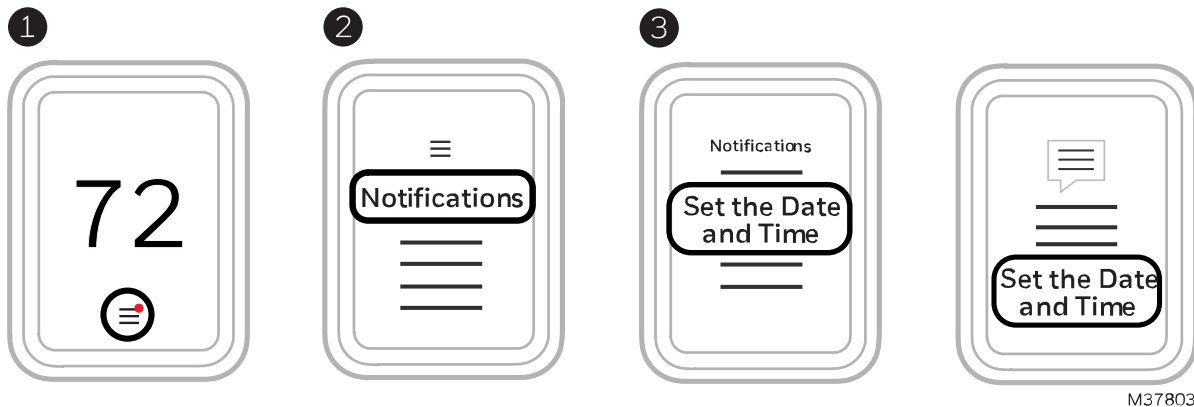 1
2
3
72
Notifications
Notifications
Set the Date
and Time
Set the Date
and Time
M37803